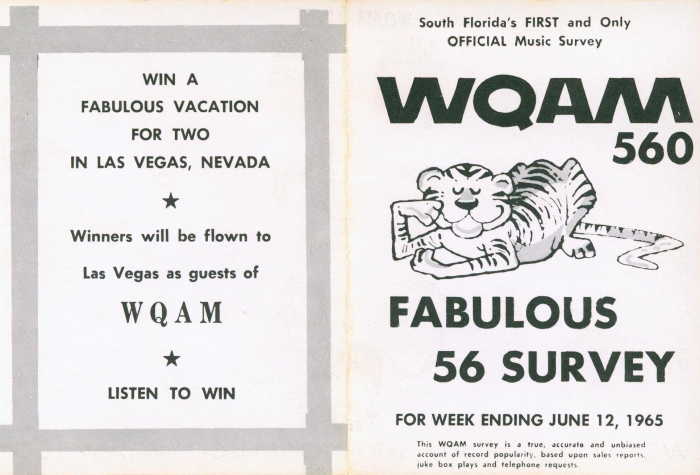 WIN A
FABULOUS VACATION
FOR TWO
IN LAS VEGAS, NEVADA
Winners will be flown to
Las Vegas as guests of
WQAM
LISTEN TO WIN
South Florida's FIRST and Only
OFFICIAL Music Survey
WQAM
560
FABULOUS
56 SURVEY
FOR WEEK ENDING JUNE 12, 1965
This WQAM survey is a true, accurate and unbiased
account of record popularity, based upon sales reports,
juke box plays and telephone requests.